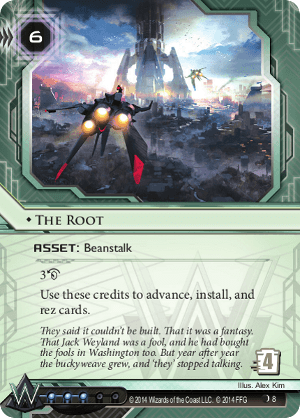 6
♦ THE ROOT
ASSET: Beanstalk
3
Use these credits to advance, install, and
rez cards.
They said it couldn't be built. That it was a fantasy.
That Jack Weyland was a fool, and he had bought
the fools in Washington too. But year after year
the buckyweave grew, and 'they' stopped talking.
4
Illus. Alex Kim
© 2014 Wizards of the Coast LLC. © 2014 FFG
8